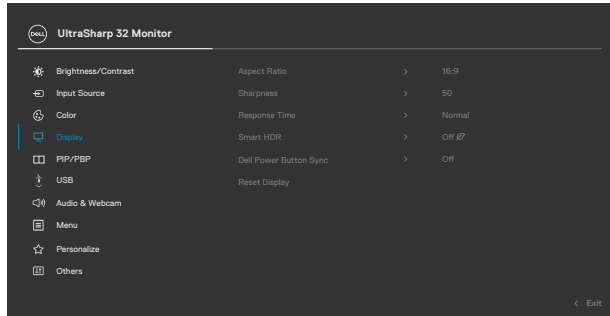 DELL UltraSharp 32 Monitor
Brightness/Contrast Aspect Ratio > 16:9
Input Source Sharpness > 50
Color Response Time > Normal
Display Smart HDR > Off
PIP/PBP Dell Power Button Sync > Off
USB Reset Display
Audio & Webcam
Menu
Personalize
Others
< Exit